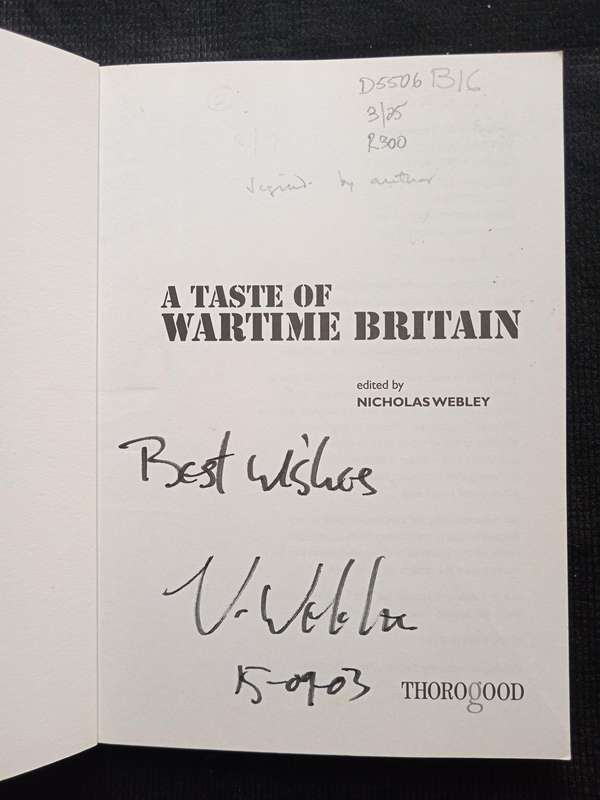 D5506 B16
3/25
R300
signed by author
A TASTE OF
WARTIME BRITAIN
edited by
NICHOLAS WEBLEY
Best Wishes
N. Webley
15-09-03
THOROGOOD